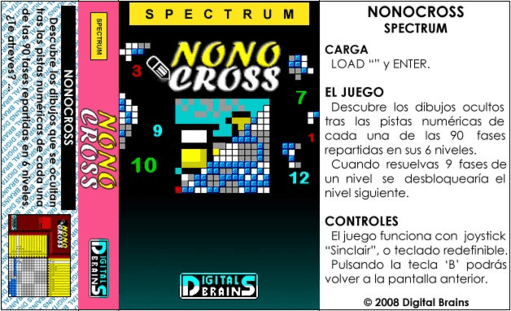 Descubre los dibujos que se ocultan
tras las pistas numéricas de cada una
de las 90 fases repartidas en 6 niveles.
¿Te atreves?...
NONOCROSS
NONO
CROSS
SPECTRUM
NONO
CROSS
DIGITAL
BRAINS
SPECTRUM
NONO
CROSS
3
7
9
1
10
12
DIGITAL
BRAINS
NONOCROSS
SPECTRUM
CARGA
LOAD “” y ENTER.
EL JUEGO
Descubre los dibujos ocultos
tras las pistas numéricas de
cada una de las 90 fases
repartidas en sus 6 niveles.
Cuando resuelvas 9 fases de
un nivel se desbloquearía el
nivel siguiente.
CONTROLES
El juego funciona con joystick
“Sinclair”, o teclado redefinible.
Pulsando la tecla ‘B’ podrás
volver a la pantalla anterior.
© 2008 Digital Brains